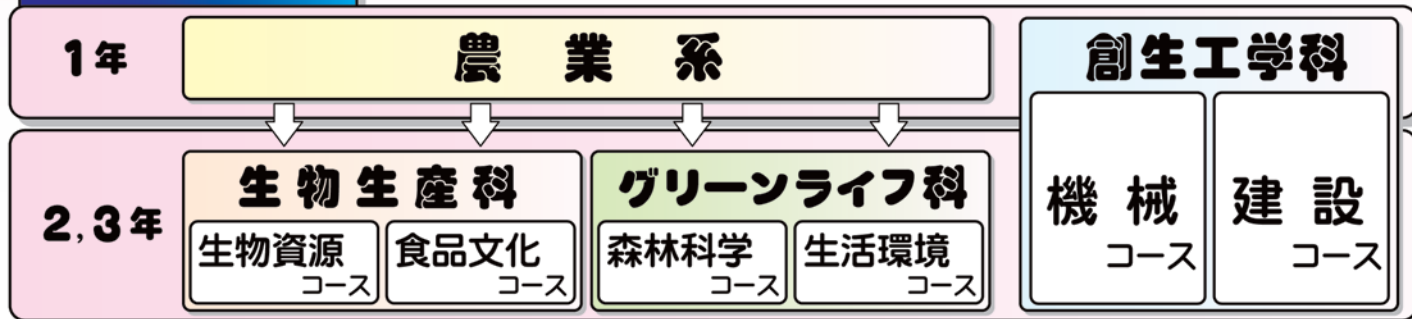 1年
農業系
創生工学科
2,3年
生物生産科
生物資源
コース
食品文化
コース
グリーンライフ科
森林科学
コース
生活環境
コース
機械
コース
建設
コース